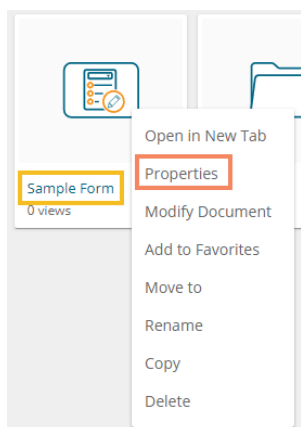 Sample Form
0 views
Open in New Tab
Properties
Modify Document
Add to Favorites
Move to
Rename
Copy
Delete